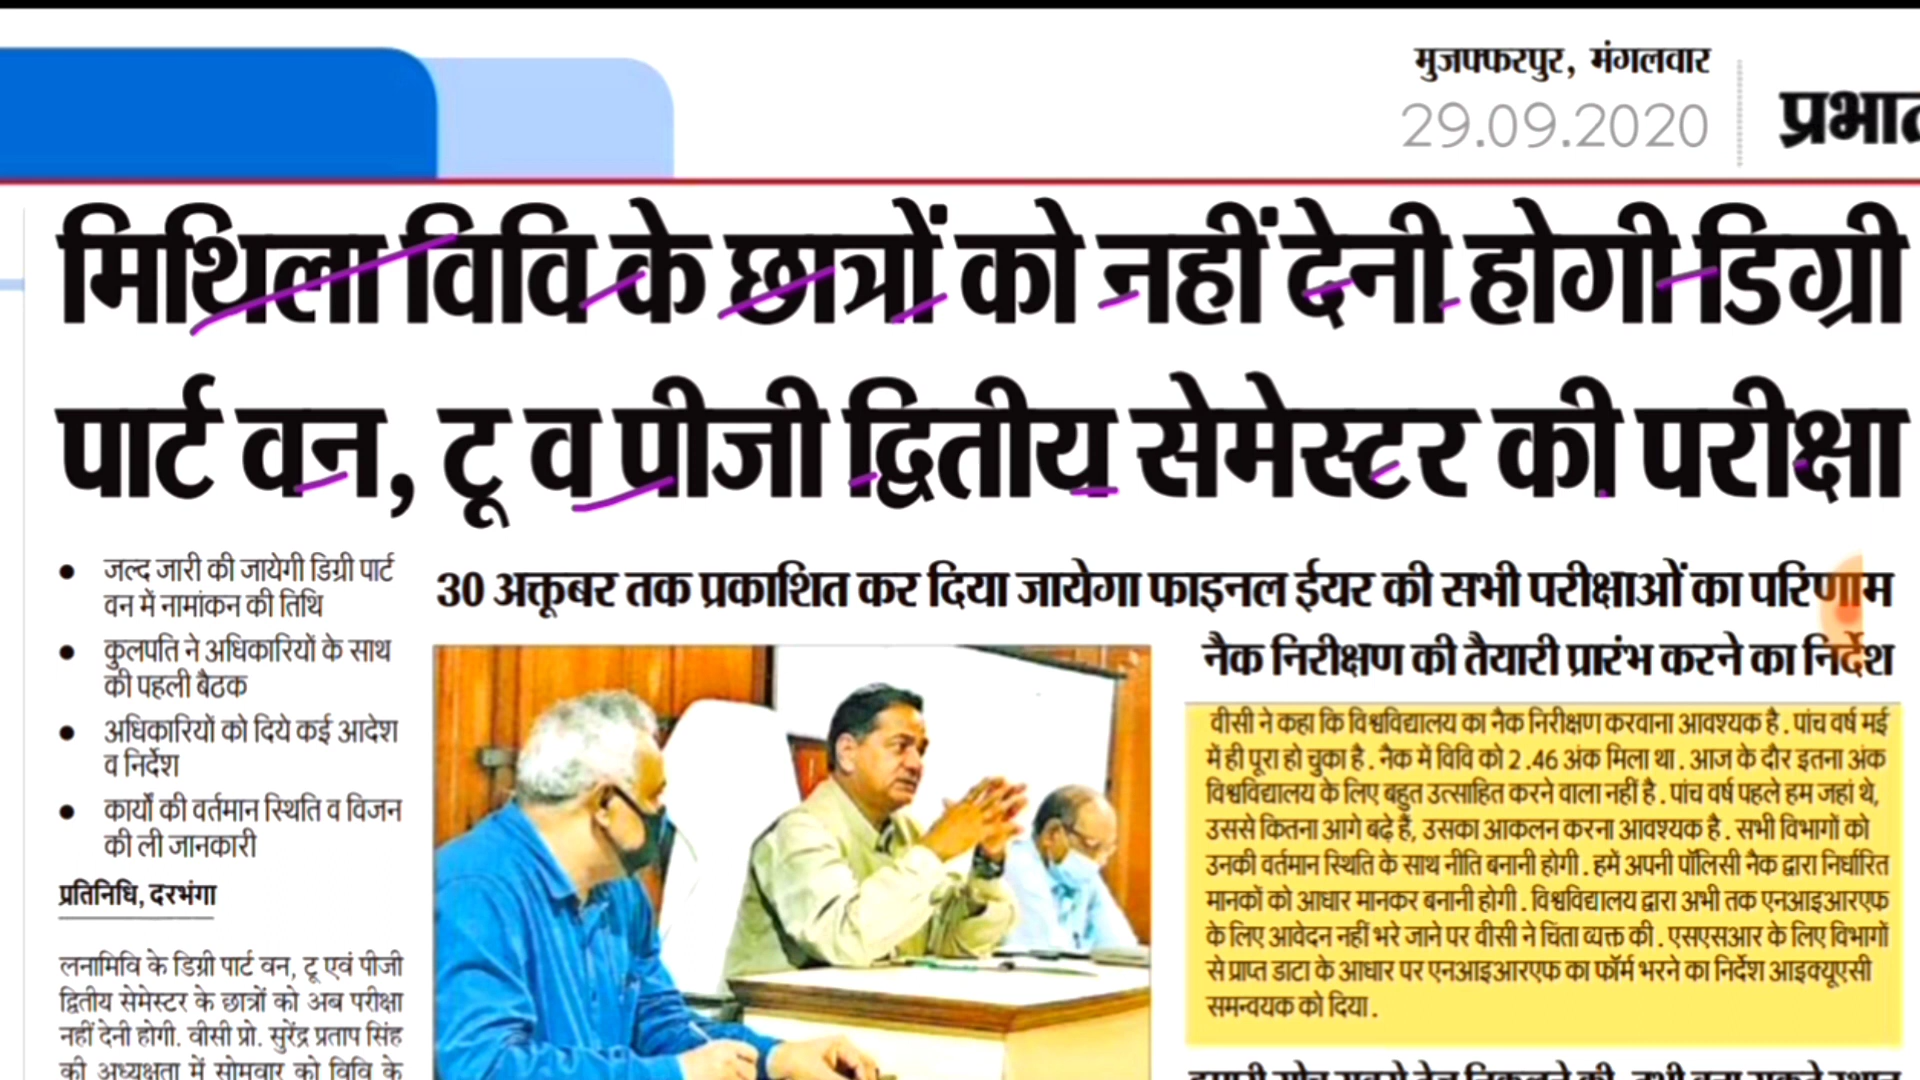 मुजफ्फरपुर, मंगलवार
29.09.2020
मिथिला विवि के छात्रों को नहीं देनी होगी डिग्री
पार्ट वन, टू व पीजी द्वितीय सेमेस्टर की परीक्षा
30 अक्तूबर तक प्रकाशित कर दिया जायेगा फाइनल ईयर की सभी परीक्षाओं का परिणाम
• जल्द जारी की जायेगी डिग्री पार्ट
वन में नामांकन की तिथि
• कुलपति ने अधिकारियों के साथ
की पहली बैठक
• अधिकारियों को दिये कई आदेश
व निर्देश
• कार्यों की वर्तमान स्थिति व विजन
की ली जानकारी
प्रतिनिधि, दरभंगा
लनामिवि के डिग्री पार्ट वन, टू एवं पीजी
द्वितीय सेमेस्टर के छात्रों को अब परीक्षा
नहीं देनी होगी. वीसी प्रो. सुरेंद्र प्रताप सिंह
की अध्यक्षता में सोमवार को विवि के
नैक निरीक्षण की तैयारी प्रारंभ करने का निर्देश
वीसी ने कहा कि विश्वविद्यालय का नैक निरीक्षण करवाना आवश्यक है . पांच वर्ष मई
में ही पूरा हो चुका है . नैक में विवि को 2.46 अंक मिला था . आज के दौर इतना अंक
विश्वविद्यालय के लिए बहुत उत्साहित करने वाला नहीं है . पांच वर्ष पहले हम जहां थे,
उससे कितना आगे बढ़े हैं, उसका आकलन करना आवश्यक है . सभी विभागों को
उनकी वर्तमान स्थिति के साथ नीति बनानी होगी . हमें अपनी पॉलिसी नैक द्वारा निर्धारित
मानकों को आधार मानकर बनानी होगी . विश्वविद्यालय द्वारा अभी तक एनआइआरएफ
के लिए आवेदन नहीं भरे जाने पर वीसी ने चिंता व्यक्त की . एसएसआर के लिए विभागों
से प्राप्त डाटा के आधार पर एनआइआरएफ का फॉर्म भरने का निर्देश आइक्यूएसी
समन्वयक को दिया .